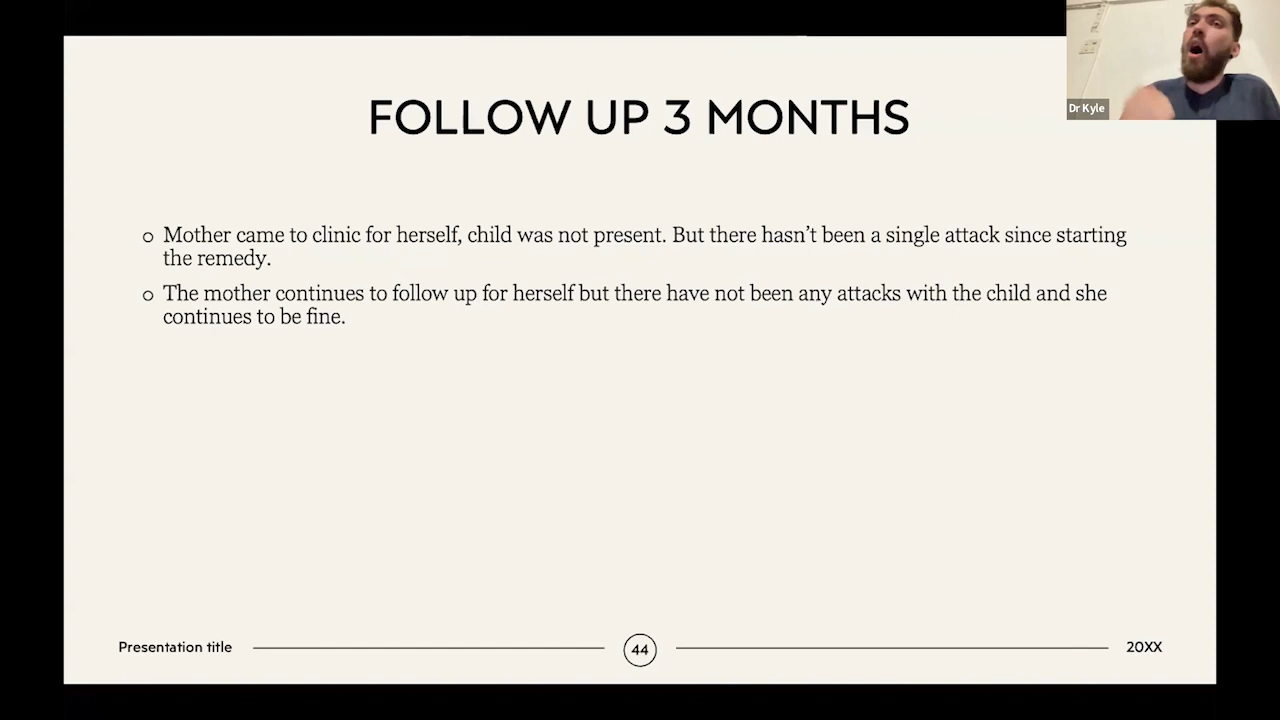 Dr Kyle
FOLLOW UP 3 MONTHS
o Mother came to clinic for herself, child was not present. But there hasn’t been a single attack since starting
the remedy.
o The mother continues to follow up for herself but there have not been any attacks with the child and she
continues to be fine.
Presentation title
44
20XX